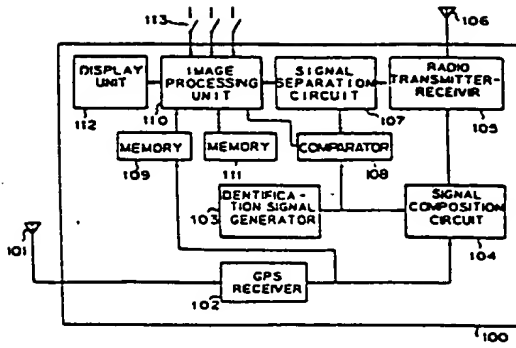 113
106
DISPLAY
UNIT
112
IMAGE
PROCESSING
UNIT
110
SIGNAL
SEPARATION
CIRCUIT
107
RADIO
TRANSMITTER-
RECEIVER
105
MEMORY
109
MEMORY
111
COMPARATOR
108
IDENTIFICA-
TION SIGNAL
GENERATOR
103
SIGNAL
COMPOSITION
CIRCUIT
104
101
GPS
RECEIVER
102
100